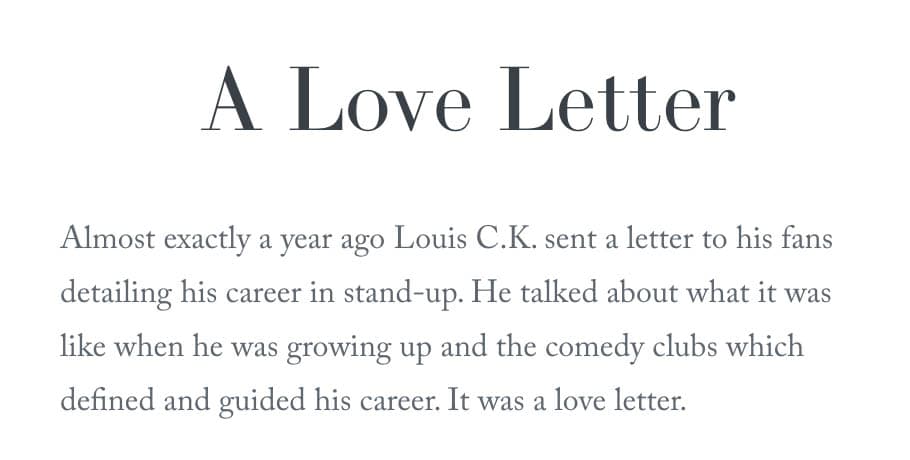 A Love Letter
Almost exactly a year ago Louis C.K. sent a letter to his fans
detailing his career in stand-up. He talked about what it was
like when he was growing up and the comedy clubs which
defined and guided his career. It was a love letter.